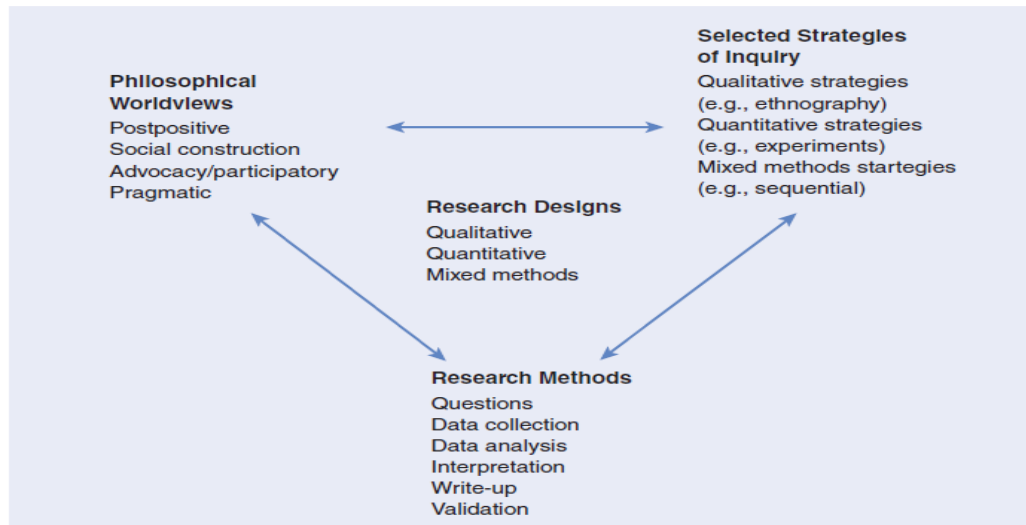 Philosophical
Worldviews
Postpositive
Social construction
Advocacy/participatory
Pragmatic
Selected Strategies
of Inquiry
Qualitative strategies
(e.g., ethnography)
Quantitative strategies
(e.g., experiments)
Mixed methods startegies
(e.g., sequential)
Research Designs
Qualitative
Quantitative
Mixed methods
Research Methods
Questions
Data collection
Data analysis
Interpretation
Write-up
Validation